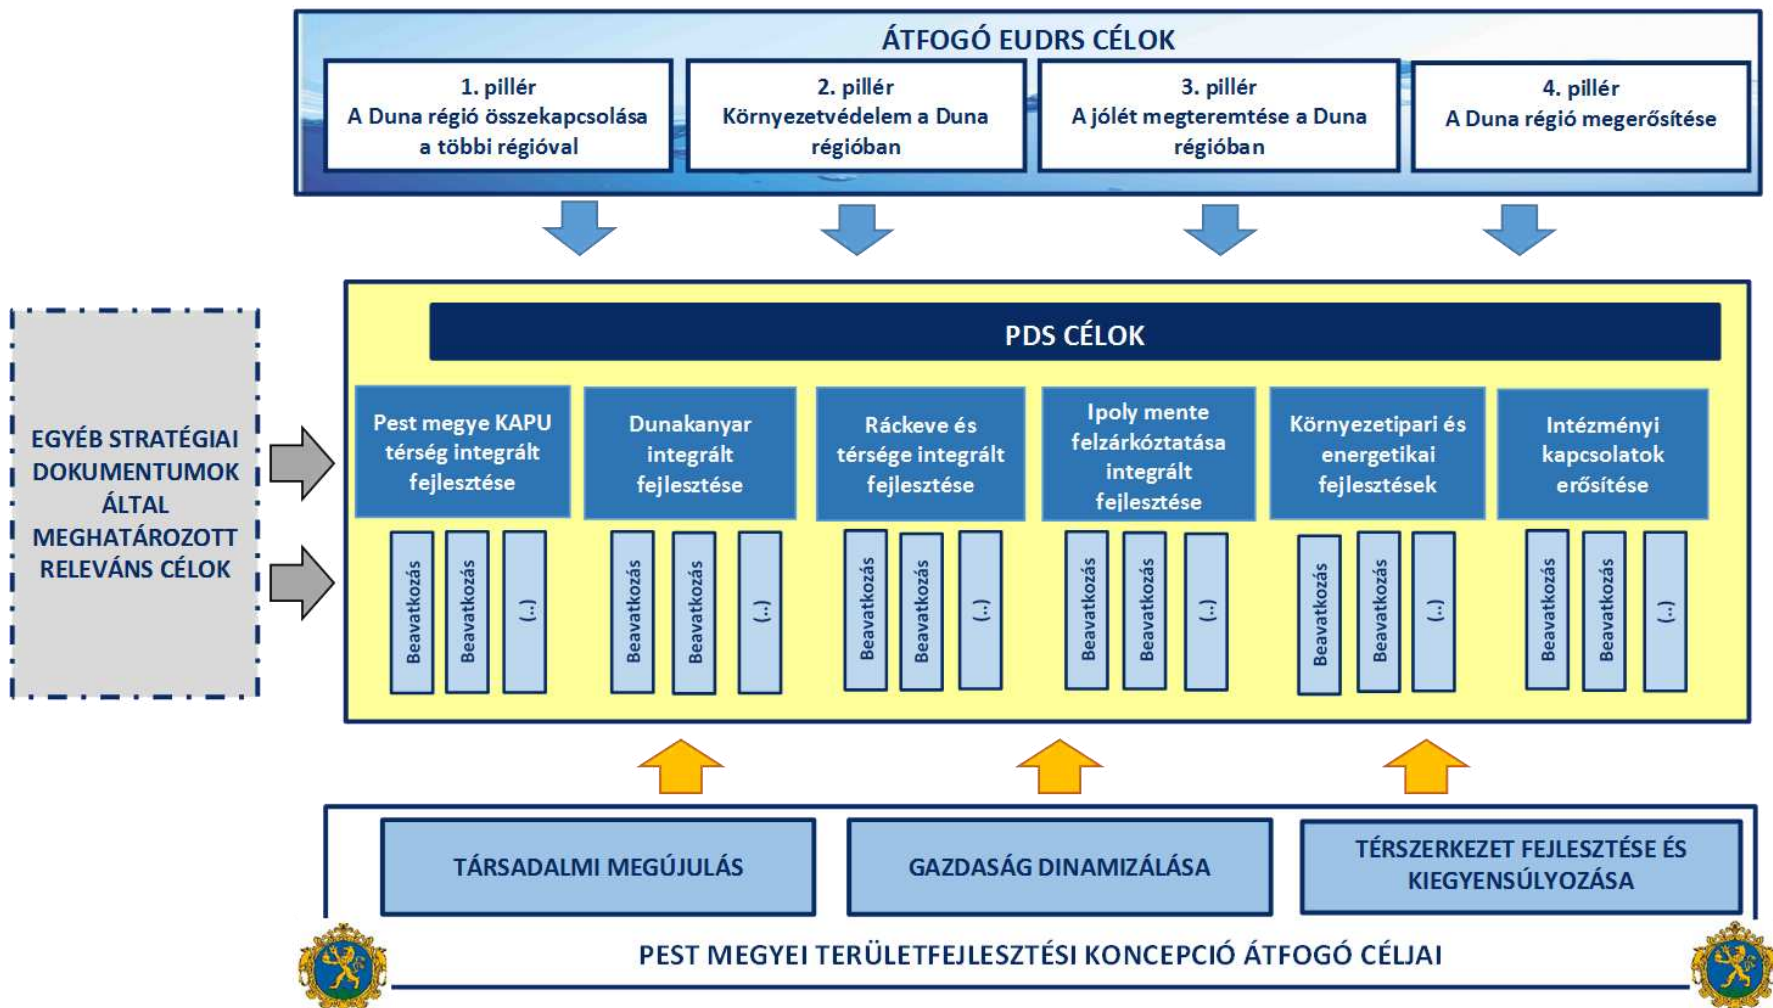 ÁTFOGÓ EUDRS CÉLOK
1. pillér
A Duna régió összekapcsolása
a többi régióval
2. pillér
Környezetvédelem a Duna
régióban
3. pillér
A jólét megteremtése a Duna
régióban
4. pillér
A Duna régió megerősítése
EGYÉB STRATÉGIAI
DOKUMENTUMOK
ÁLTAL
MEGHATÁROZOTT
RELEVÁNS CÉLOK
PDS CÉLOK
Pest megye KAPU
térség integrált
fejlesztése
Dunakanyar
integrált
fejlesztése
Ráckeve és
térsége integrált
fejlesztése
Ipoly mente
felzárkóztatása
integrált
fejlesztése
Környezetipari és
energetikai
fejlesztések
Intézményi
kapcsolatok
erősítése
Beavatkozás
Beavatkozás
(..)
Beavatkozás
Beavatkozás
(..)
Beavatkozás
Beavatkozás
(..)
Beavatkozás
Beavatkozás
(..)
Beavatkozás
Beavatkozás
(..)
Beavatkozás
Beavatkozás
(..)
TÁRSADALMI MEGÚJULÁS
GAZDASÁG DINAMIZÁLÁSA
TÉRSZERKEZET FEJLESZTÉSE ÉS
KIEGYENSÚLYOZÁSA
PEST MEGYEI TERÜLETFEJLESZTÉSI KONCEPCIÓ ÁTFOGÓ CÉLJAI